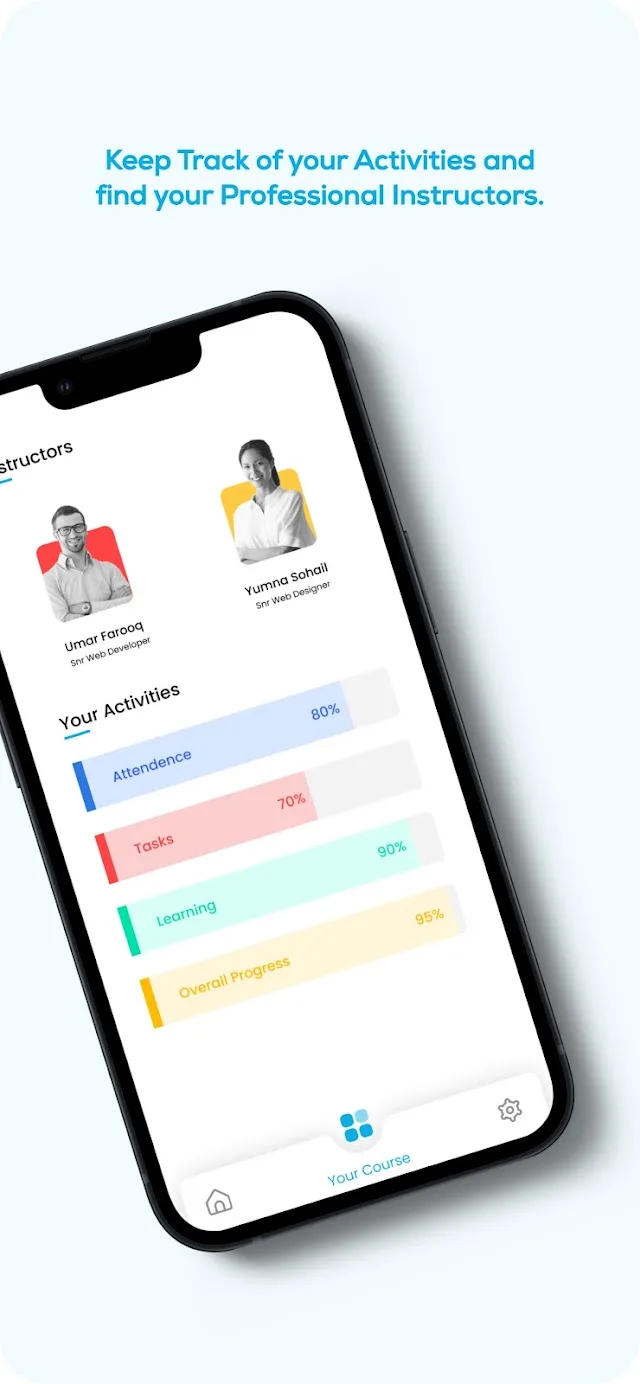 Keep Track of your Activities and
find your Professional Instructors.
structors
Umar Farooq
Snr Web Developer
Yumna Sohail
Snr Web Designer
Your Activities
Attendence
80%
Tasks
70%
Learning
90%
Overall Progress
95%
Your Course